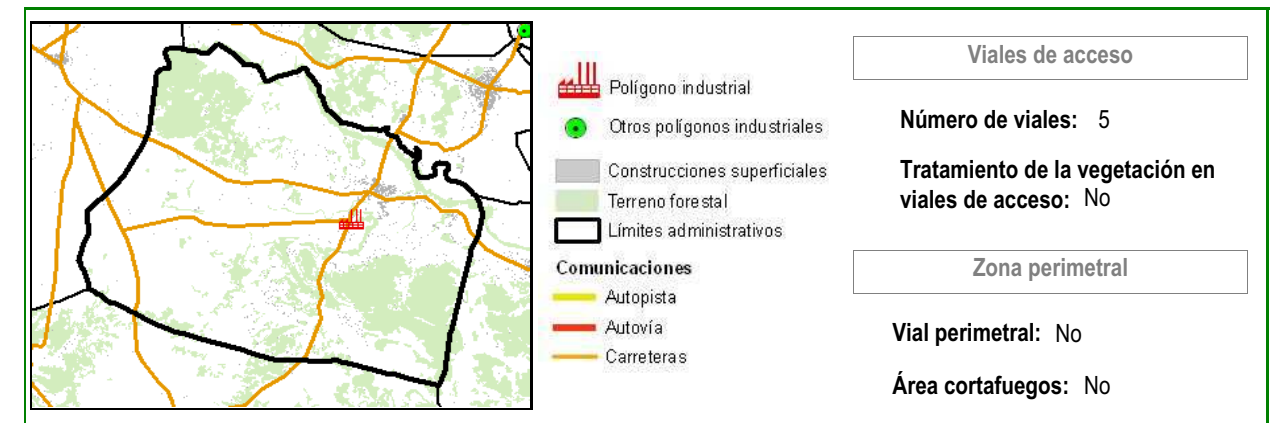 Polígono industrial
Otros polígonos industriales
Construcciones superficiales
Terreno forestal
Límites administrativos
Comunicaciones
Autopista
Autovía
Carreteras
Viales de acceso
Número de viales: 5
Tratamiento de la vegetación en
viales de acceso: No
Zona perimetral
Vial perimetral: No
Área cortafuegos: No